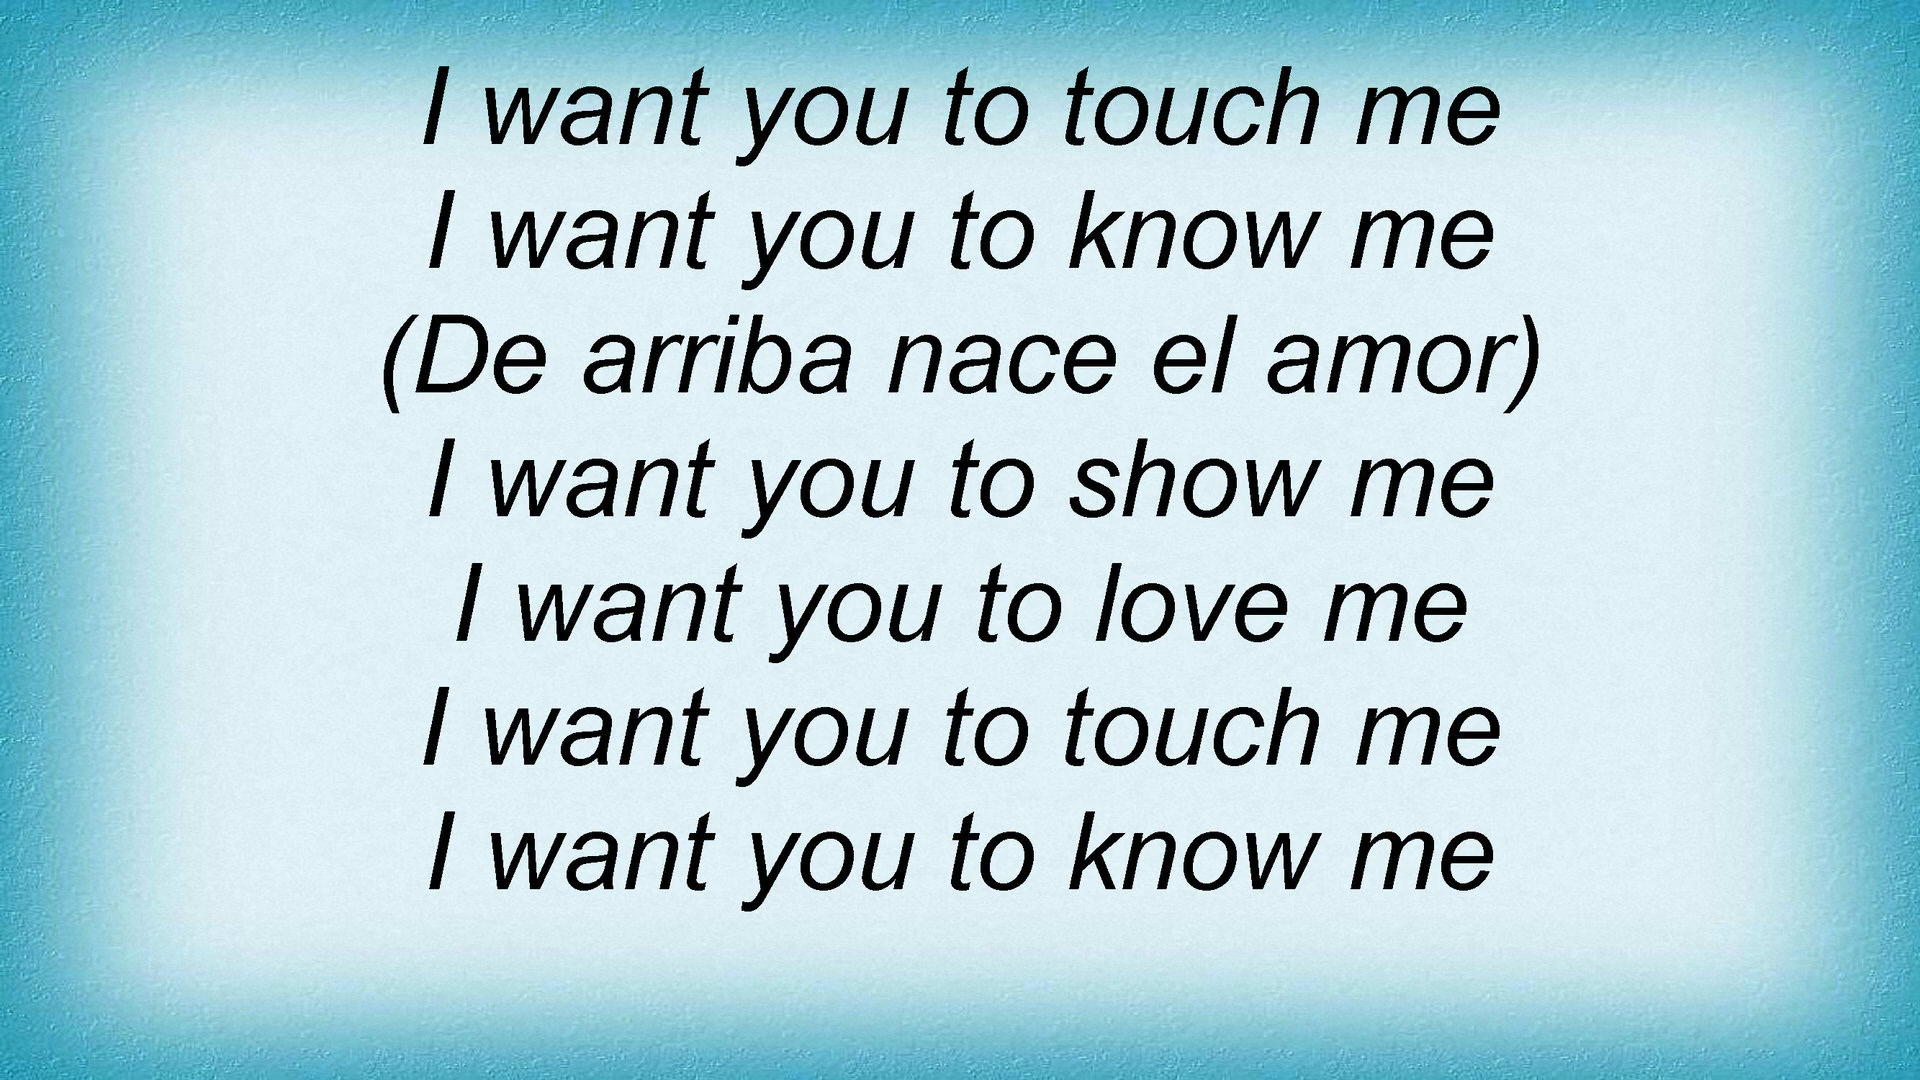 I want you to touch me
I want you to know me
(De arriba nace el amor)
I want you to show me
I want you to love me
I want you to touch me
I want you to know me